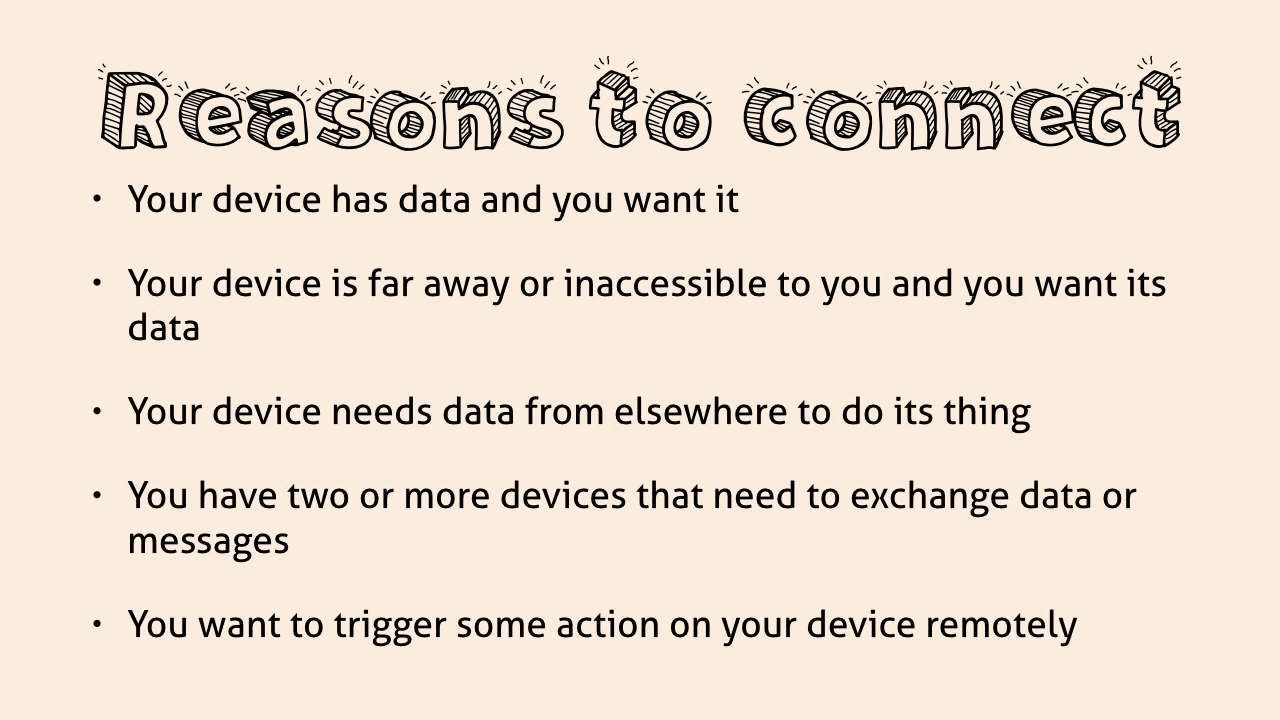 Reasons to connect
• Your device has data and you want it
• Your device is far away or inaccessible to you and you want its
data
• Your device needs data from elsewhere to do its thing
• You have two or more devices that need to exchange data or
messages
• You want to trigger some action on your device remotely